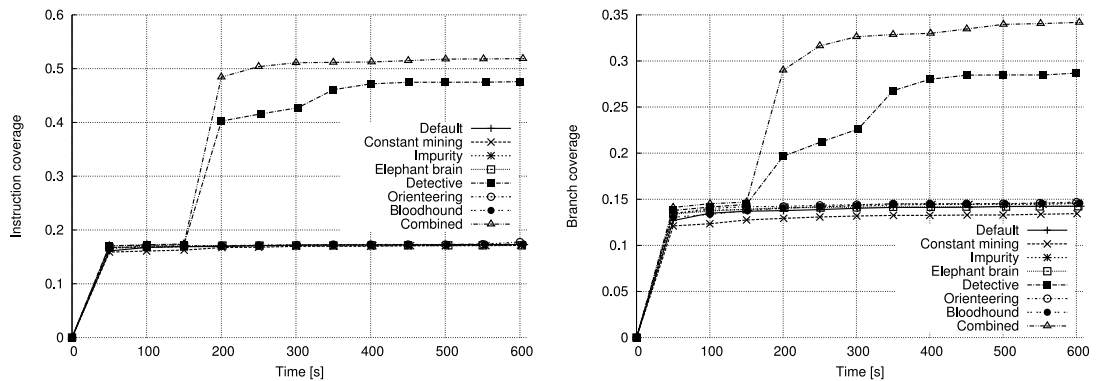 0.6
0.5
0.4
0.3
0.2
0.1
0
Instruction coverage
0 100 200 300 400 500 600
Time [s]
Default
Constant mining
Impurity
Elephant brain
Detective
Orienteering
Bloodhound
Combined
0.35
0.3
0.25
0.2
0.15
0.1
0.05
0
Branch coverage
0 100 200 300 400 500 600
Time [s]
Default
Constant mining
Impurity
Elephant brain
Detective
Orienteering
Bloodhound
Combined